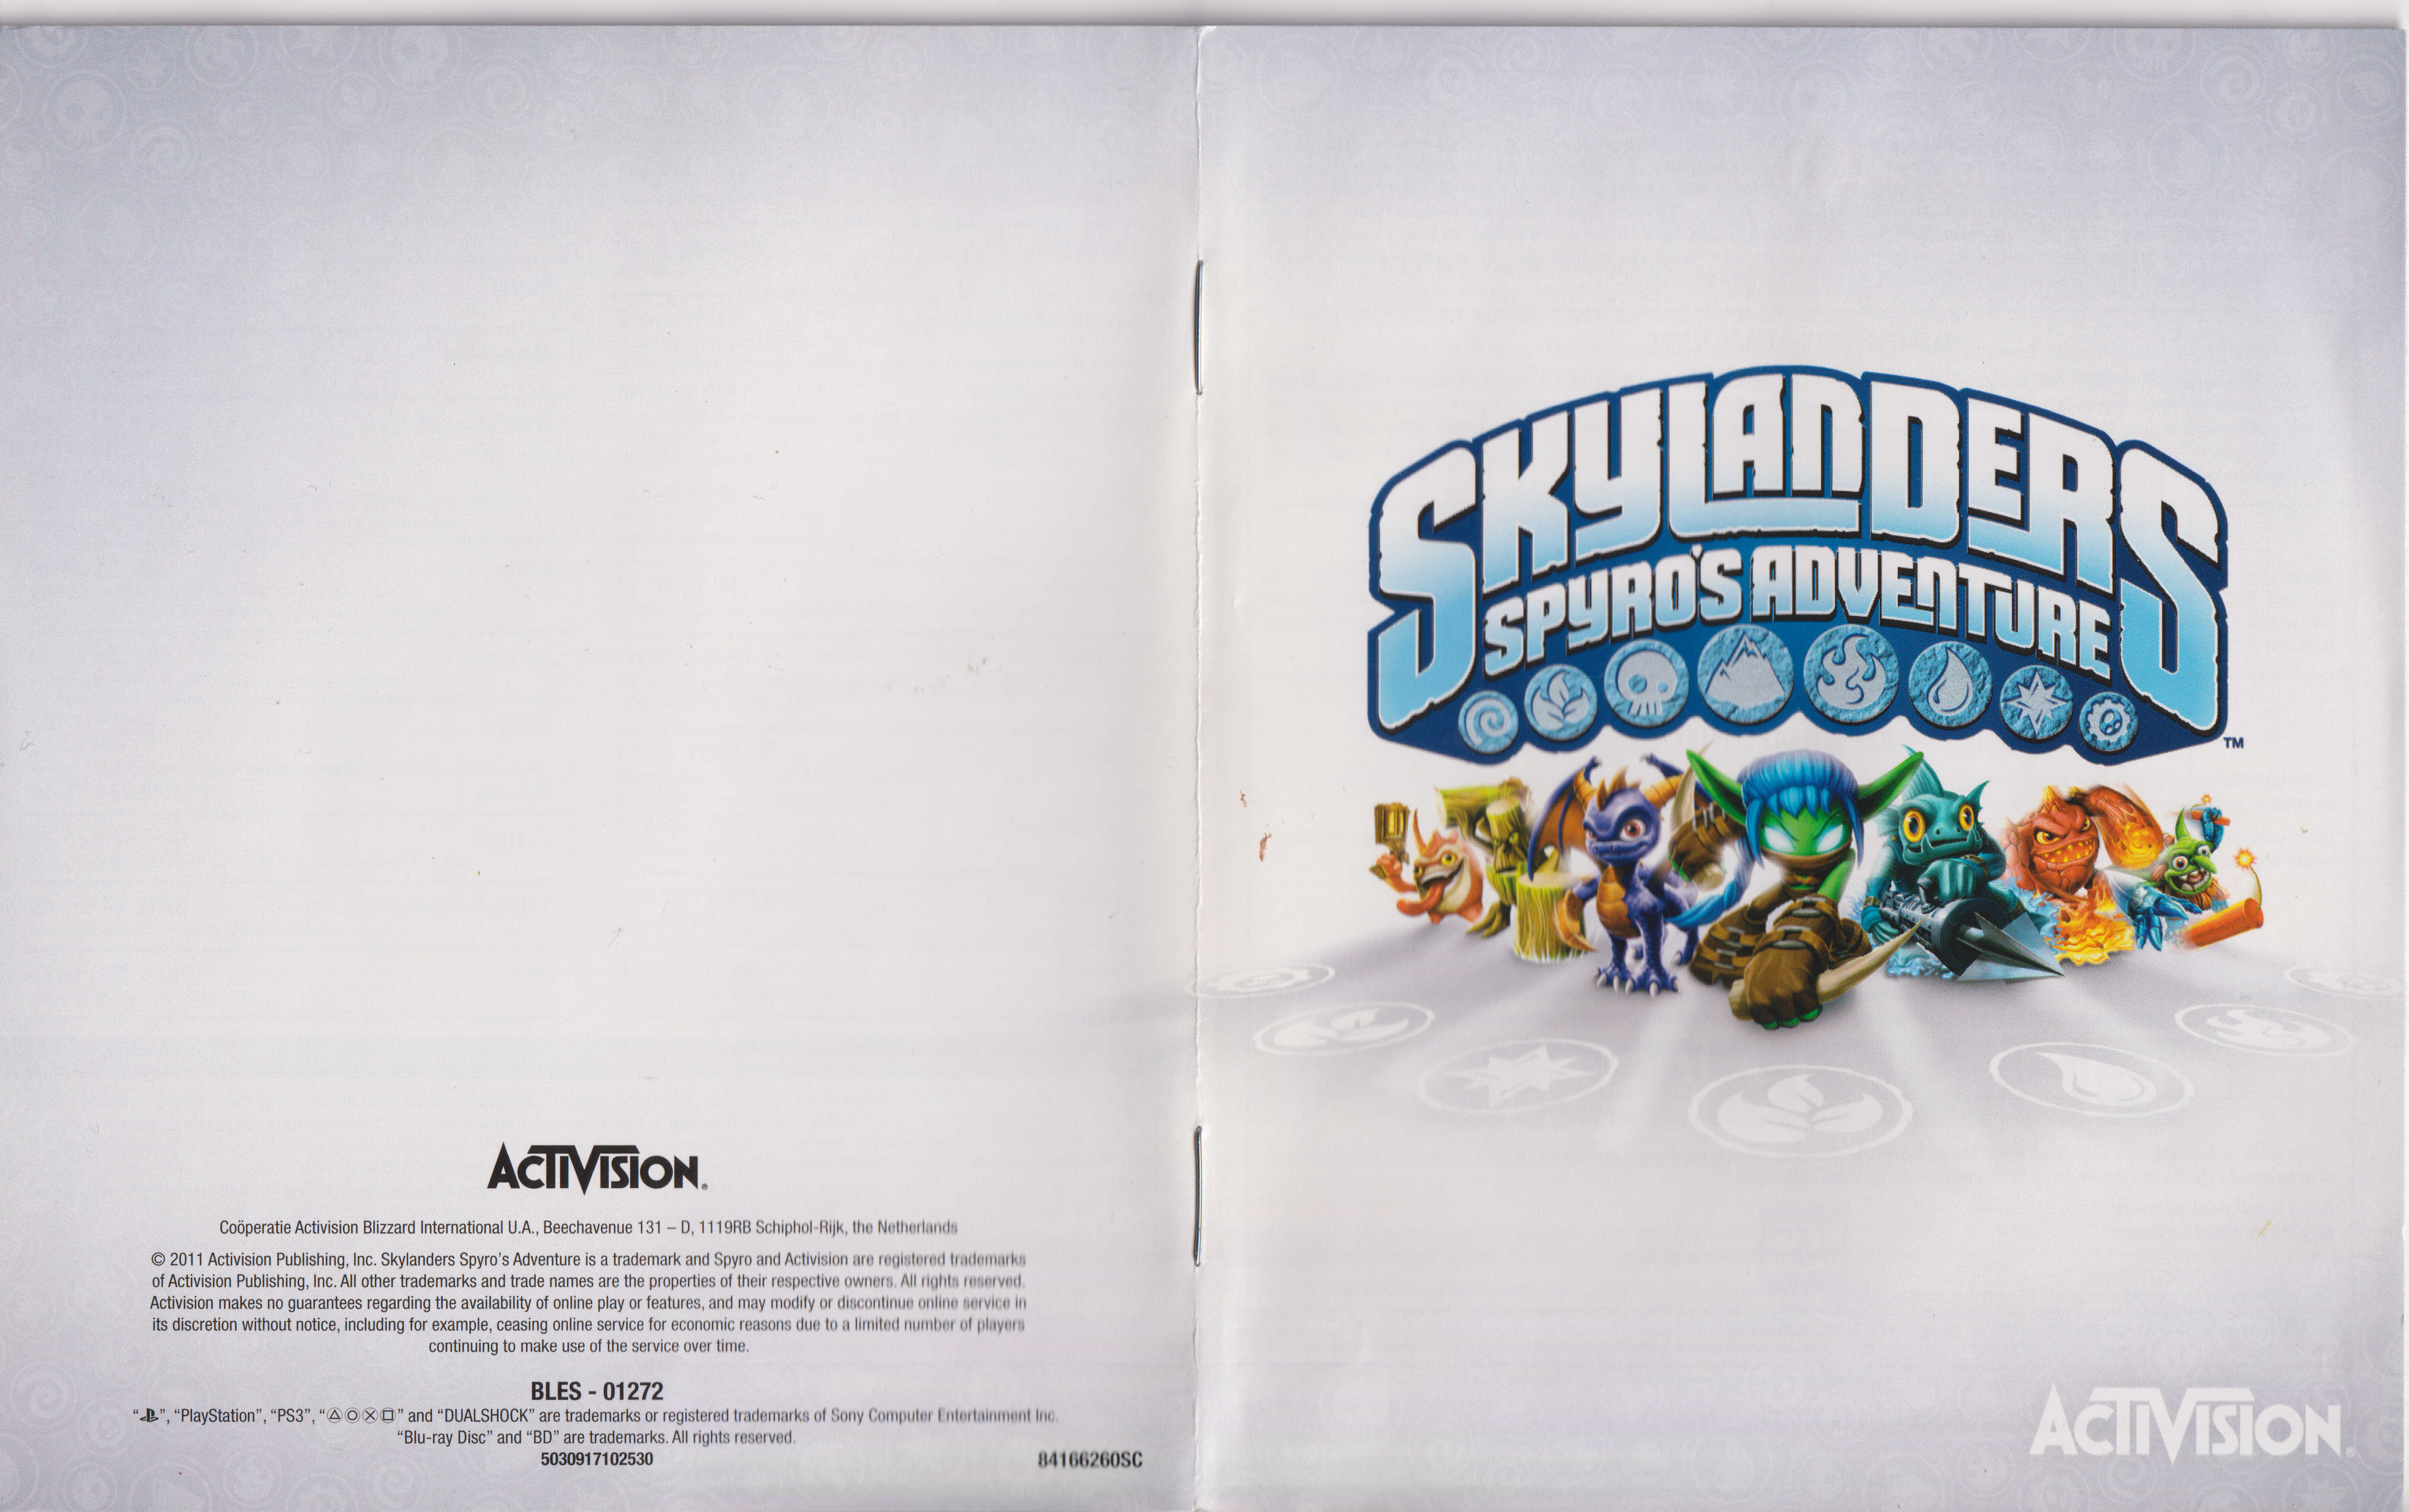 ACTIVISION®
Coöperatie Activision Blizzard International U.A., Beechavenue 131 – D, 1119RB Schiphol-Rijk, the Netherlands
© 2011 Activision Publishing, Inc. Skylanders Spyro’s Adventure is a trademark and Spyro and Activision are registered trademarks
of Activision Publishing, Inc. All other trademarks and trade names are the properties of their respective owners. All rights reserved.
Activision makes no guarantees regarding the availability of online play or features, and may modify or discontinue online service in
its discretion without notice, including for example, ceasing online service for economic reasons due to a limited number of players
continuing to make use of the service over time.
BLES - 01272
“PS”, “PlayStation”, “PS3”, “△○✕□” and “DUALSHOCK” are trademarks or registered trademarks of Sony Computer Entertainment Inc.
“Blu-ray Disc” and “BD” are trademarks. All rights reserved.
5030917102530
84166260SC
SKYLANDERS
SPYRO'S ADVENTURE
TM
ACTIVISION®